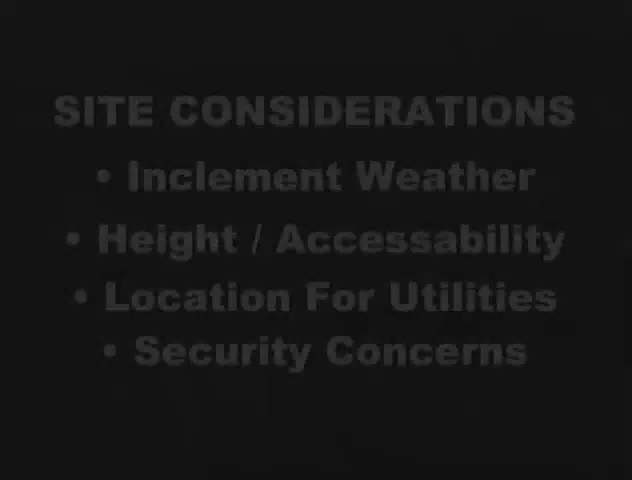 SITE CONSIDERATIONS
• Inclement Weather
• Height / Accessability
• Location For Utilities
• Security Concerns